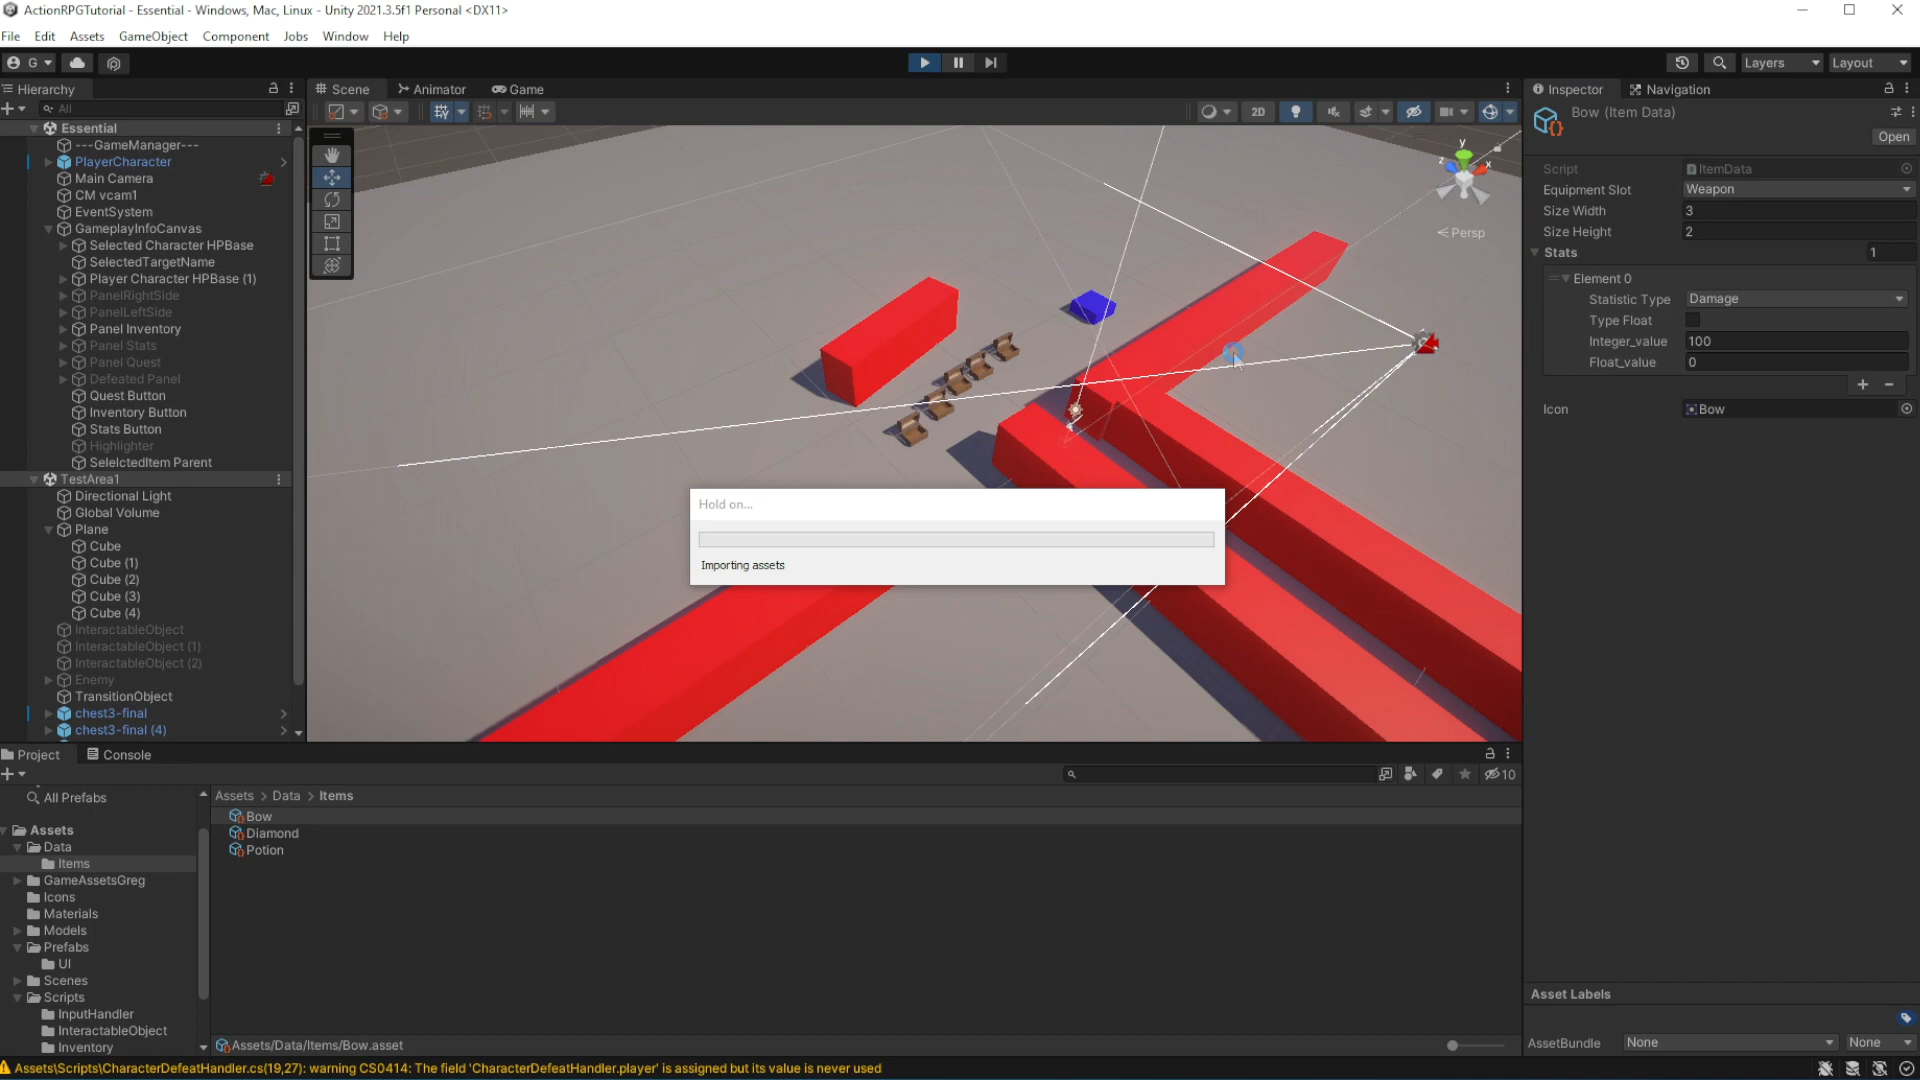 ActionRPGTutorial - Essential - Windows, Mac, Linux - Unity 2021.3.5f1 Personal <DX11>
File Edit Assets GameObject Component Jobs Window Help
G Layers Layout
Hierarchy
All
Essential
---GameManager---
PlayerCharacter
Main Camera
CM vcam1
EventSystem
GameplayInfoCanvas
Selected Character HPBase
SelectedTargetName
Player Character HPBase (1)
PanelRightSide
PanelLeftSide
Panel Inventory
Panel Stats
Panel Quest
Defeated Panel
Quest Button
Inventory Button
Stats Button
Highlighter
SelelctedItem Parent
TestArea1
Directional Light
Global Volume
Plane
Cube
Cube (1)
Cube (2)
Cube (3)
Cube (4)
InteractableObject
InteractableObject (1)
InteractableObject (2)
Enemy
TransitionObject
chest3-final
chest3-final (4)
Scene Animator Game
2D
y
z x
Persp
Hold on...
Importing assets
Inspector Navigation
Bow (Item Data)
Open
Script ItemData
Equipment Slot Weapon
Size Width 3
Size Height 2
Stats 1
Element 0
Statistic Type Damage
Type Float
Integer_value 100
Float_value 0
Icon Bow
Asset Labels
AssetBundle None None
Project Console
10
All Prefabs
Assets
Data
Items
GameAssetsGreg
Icons
Materials
Models
Prefabs
UI
Scenes
Scripts
InputHandler
InteractableObject
Inventory
Assets > Data > Items
Bow
Diamond
Potion
Assets/Data/Items/Bow.asset
Assets\Scripts\CharacterDefeatHandler.cs(19,27): warning CS0414: The field 'CharacterDefeatHandler.player' is assigned but its value is never used